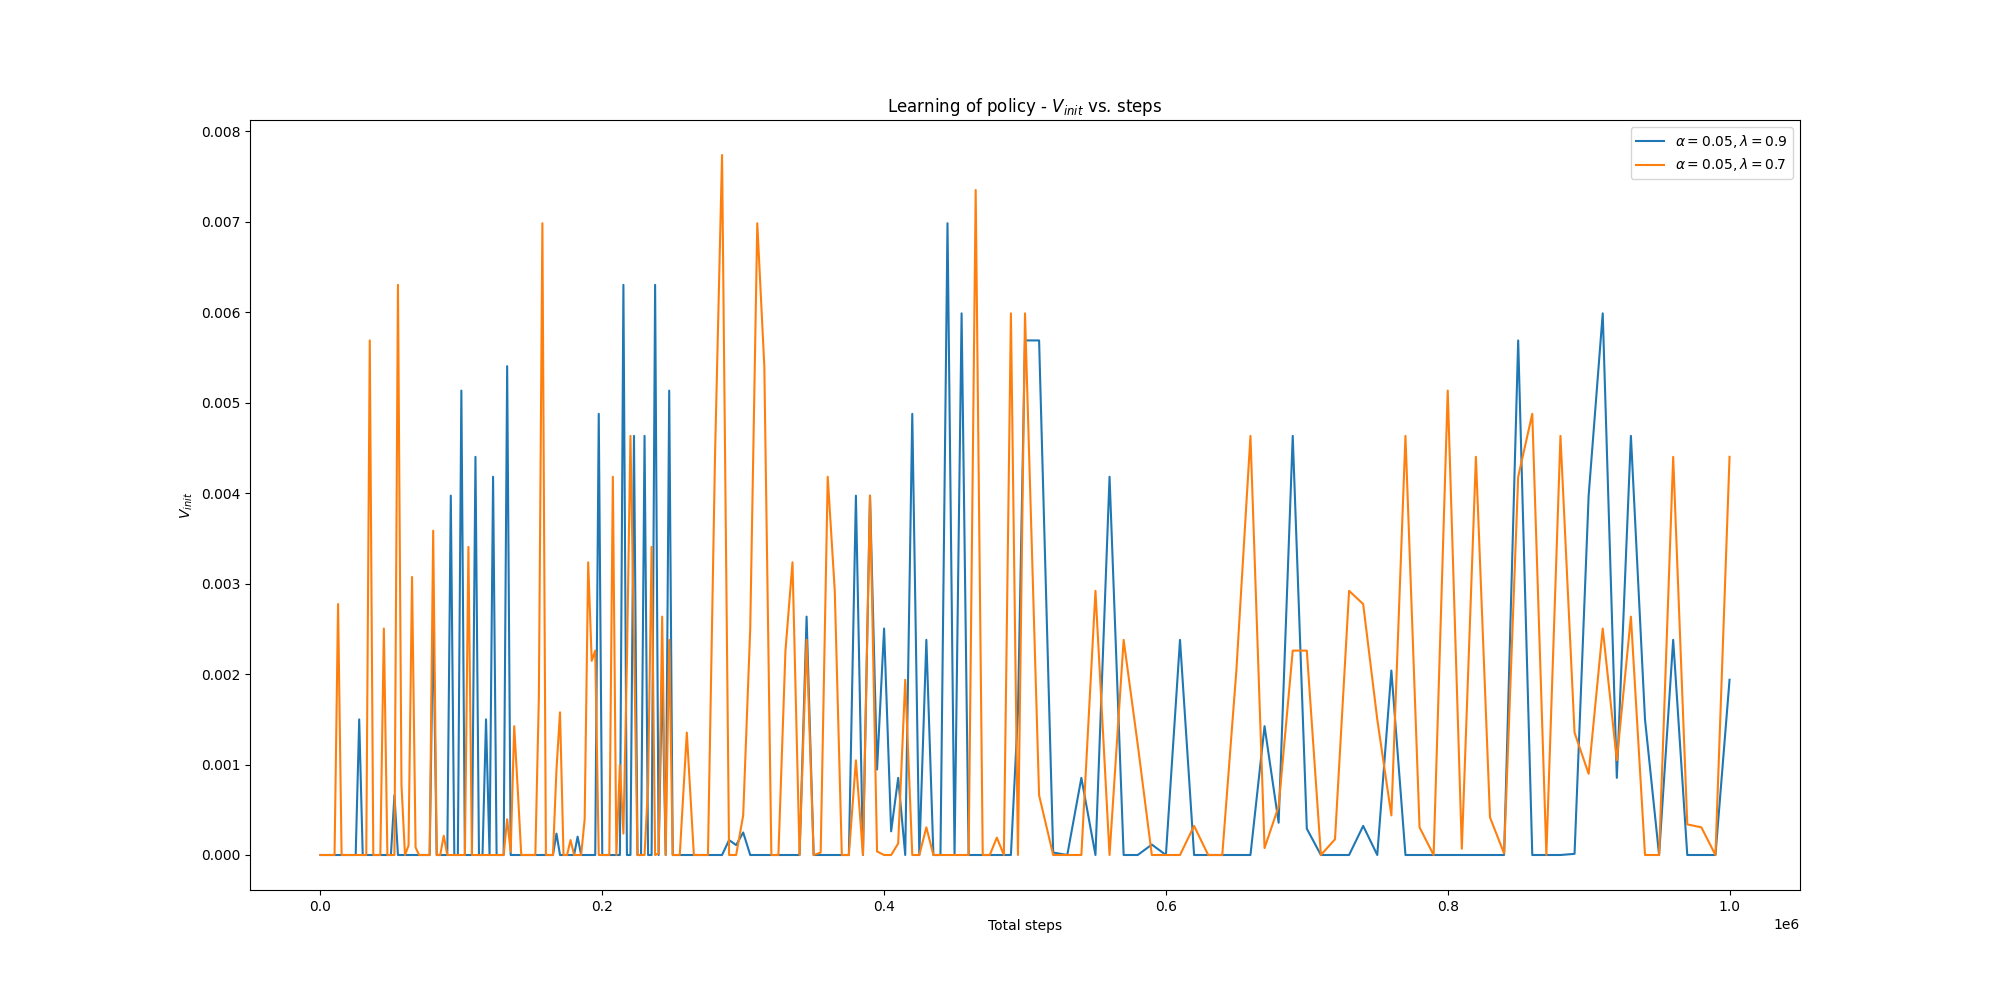 Learning of policy - V_init vs. steps
α = 0.05, λ = 0.9
α = 0.05, λ = 0.7
0.008
0.007
0.006
0.005
0.004
0.003
0.002
0.001
0.000
V_init
0.0 0.2 0.4 0.6 0.8 1.0
Total steps
1e6